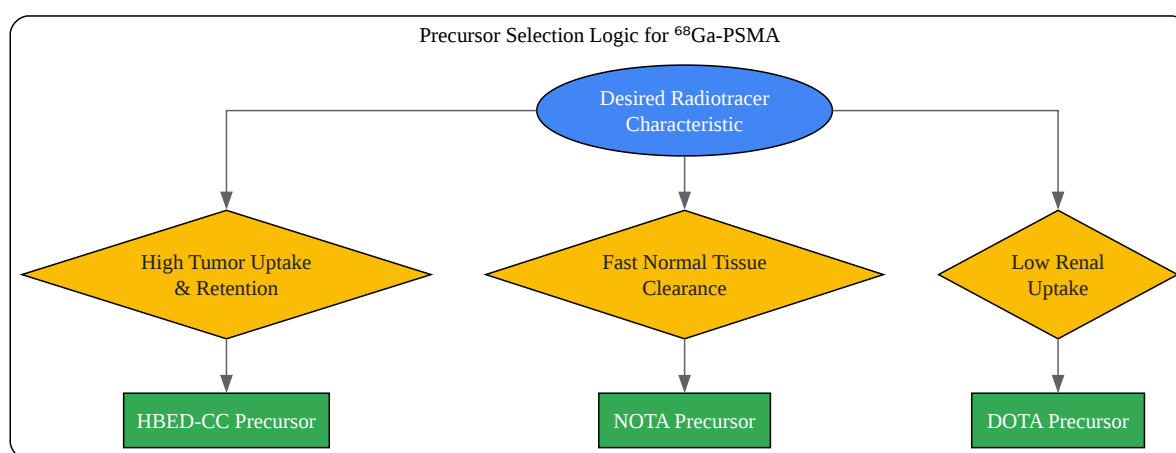 Precursor Selection Logic for ⁶⁸Ga-PSMA
Desired Radiotracer
Characteristic
High Tumor Uptake
& Retention
Fast Normal Tissue
Clearance
Low Renal
Uptake
HBED-CC Precursor
NOTA Precursor
DOTA Precursor